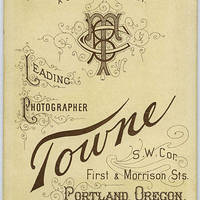 Leading
Photographer
Towne
S.W. Cor.
First & Morrison Sts.
Portland Oregon.